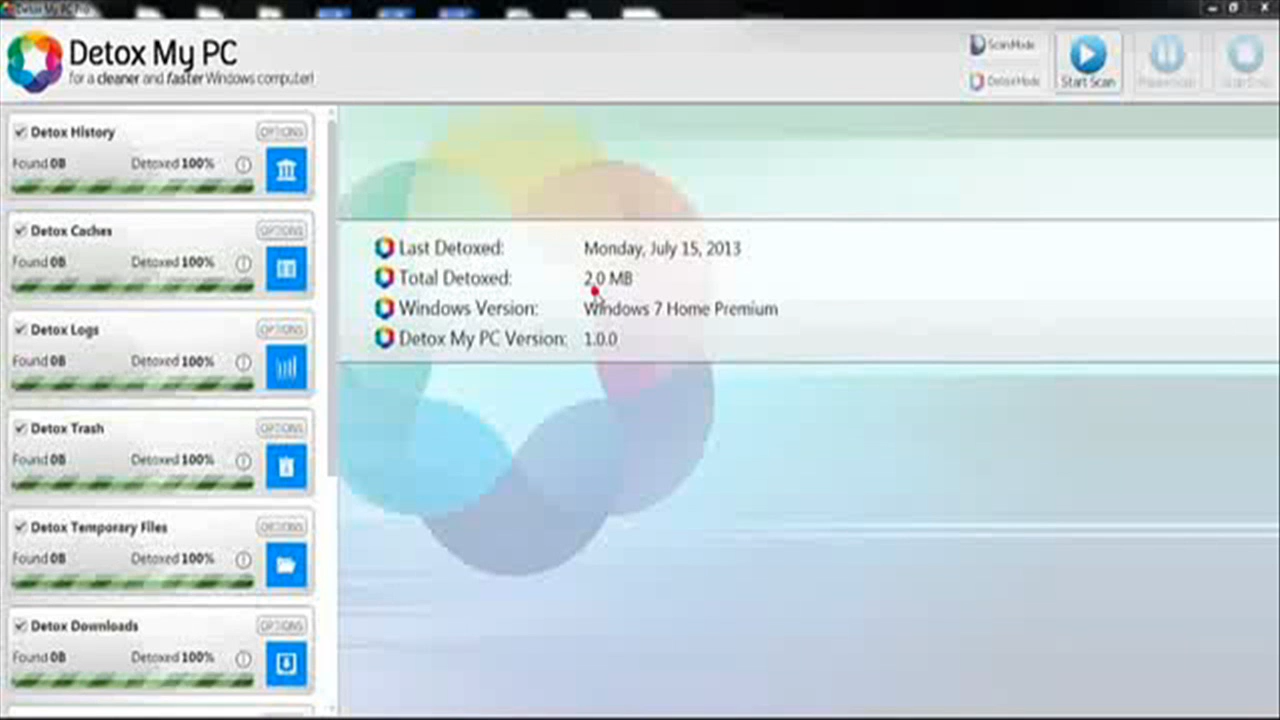 Detox My PC Pro
Detox My PC
for a cleaner and faster Windows computer!
ScanMode
DetoxMode
Start Scan
Detox History
OPTIONS
Found 0B Detoxed 100%
Detox Caches
OPTIONS
Found 0B Detoxed 100%
Detox Logs
OPTIONS
Found 0B Detoxed 100%
Detox Trash
OPTIONS
Found 0B Detoxed 100%
Detox Temporary Files
OPTIONS
Found 0B Detoxed 100%
Detox Downloads
OPTIONS
Found 0B Detoxed 100%
Last Detoxed: Monday, July 15, 2013
Total Detoxed: 2.0 MB
Windows Version: Windows 7 Home Premium
Detox My PC Version: 1.0.0